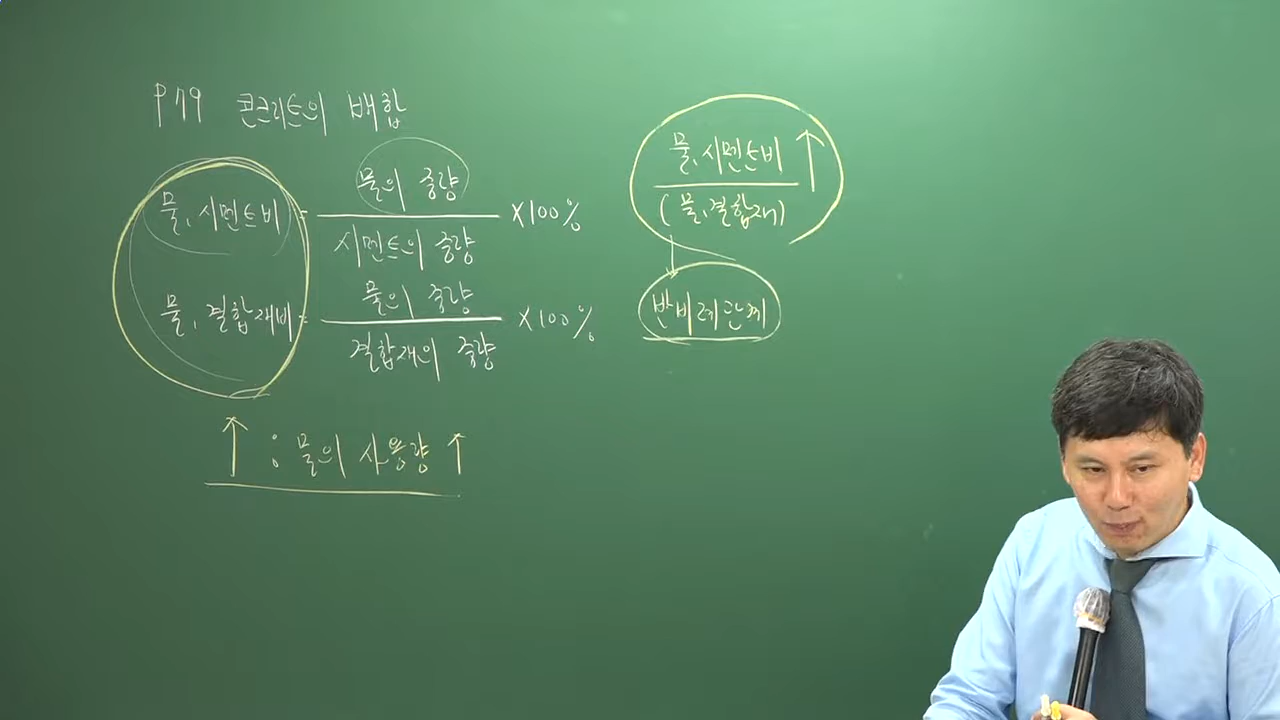 P79 콘크리트의 배합
물, 시멘트비 = 물의 중량 / 시멘트의 중량 ×100%
물, 결합재비 = 물의 중량 / 결합재의 중량 ×100%
↑ : 물의 사용량 ↑
물, 시멘트비 ↑
(물, 결합재)
↓
반비례관계